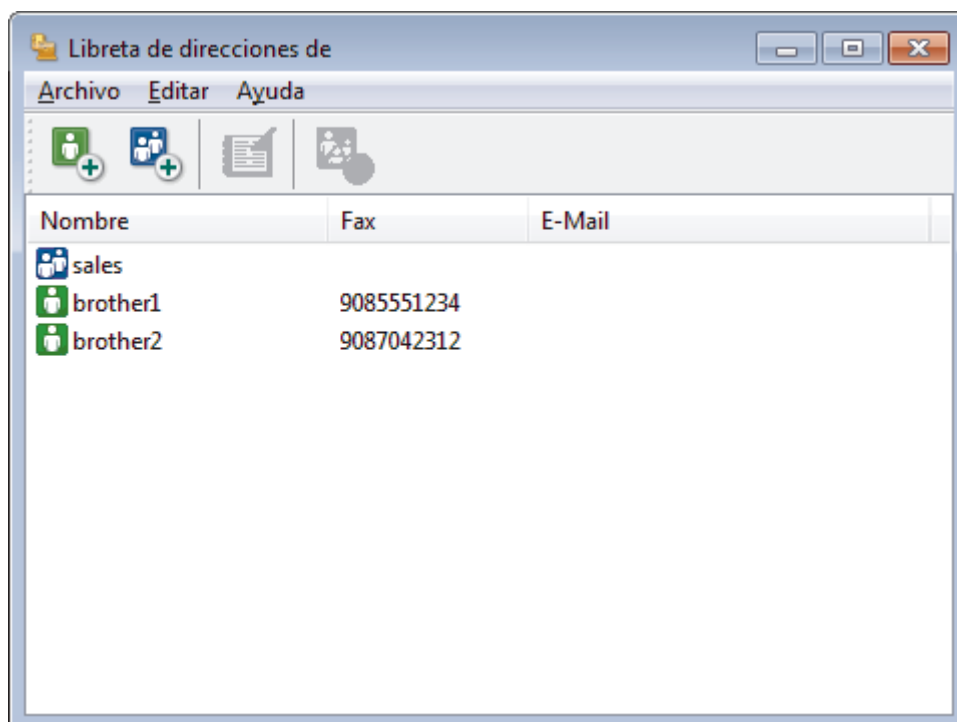 Libreta de direcciones de
Archivo Editar Ayuda
Nombre Fax E-Mail
sales
brother1 9085551234
brother2 9087042312